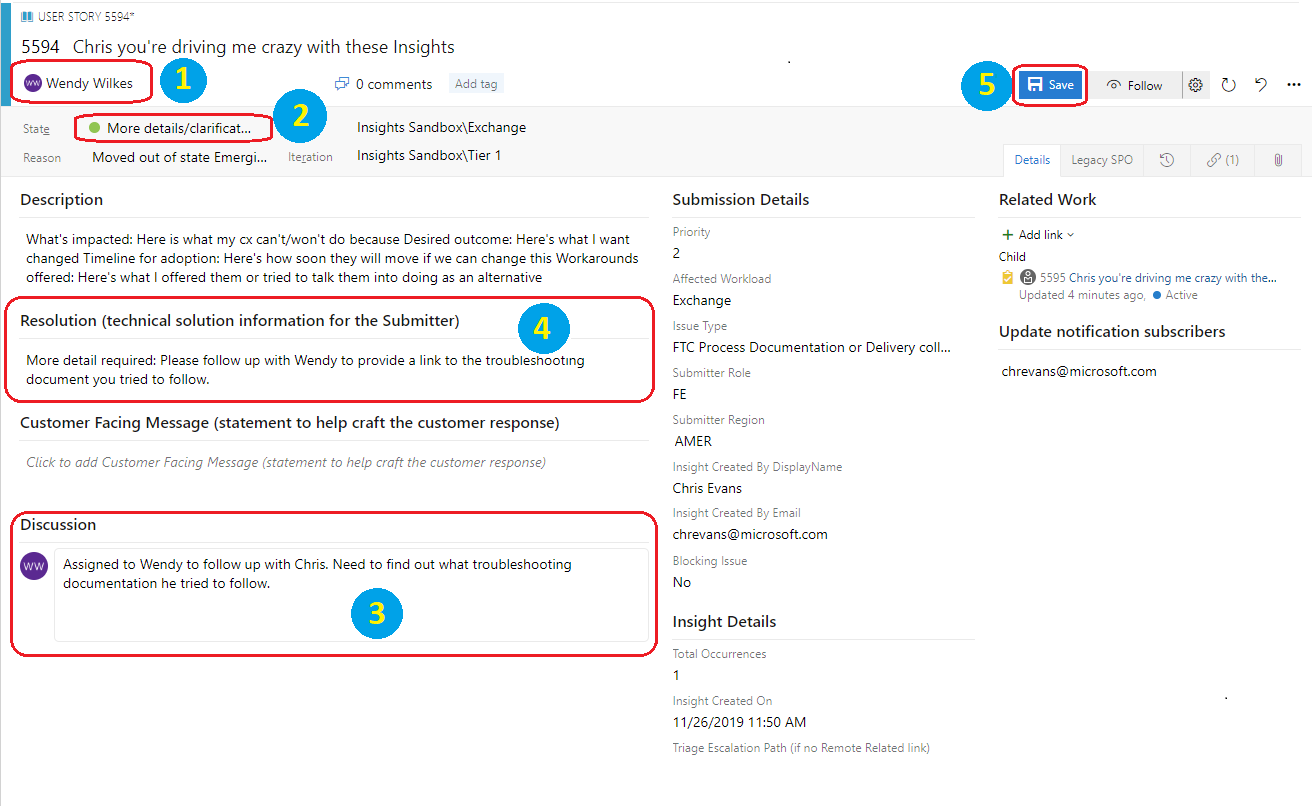 USER STORY 5594*
5594 Chris you're driving me crazy with these Insights
WW Wendy Wilkes
1
0 comments
Add tag
5
Save
Follow
State
More details/clarificat...
2
Insights Sandbox\Exchange
Reason
Moved out of state Emergi...
Iteration
Insights Sandbox\Tier 1
Details
Legacy SPO
(1)
Description
What's impacted: Here is what my cx can't/won't do because Desired outcome: Here's what I want
changed Timeline for adoption: Here's how soon they will move if we can change this Workarounds
offered: Here's what I offered them or tried to talk them into doing as an alternative
Resolution (technical solution information for the Submitter)
4
More detail required: Please follow up with Wendy to provide a link to the troubleshooting
document you tried to follow.
Customer Facing Message (statement to help craft the customer response)
Click to add Customer Facing Message (statement to help craft the customer response)
Discussion
WW
Assigned to Wendy to follow up with Chris. Need to find out what troubleshooting
documentation he tried to follow.
3
Submission Details
Priority
2
Affected Workload
Exchange
Issue Type
FTC Process Documentation or Delivery coll...
Submitter Role
FE
Submitter Region
AMER
Insight Created By DisplayName
Chris Evans
Insight Created By Email
chrevans@microsoft.com
Blocking Issue
No
Insight Details
Total Occurrences
1
Insight Created On
11/26/2019 11:50 AM
Triage Escalation Path (if no Remote Related link)
Related Work
+ Add link
Child
5595 Chris you're driving me crazy with the...
Updated 4 minutes ago, Active
Update notification subscribers
chrevans@microsoft.com